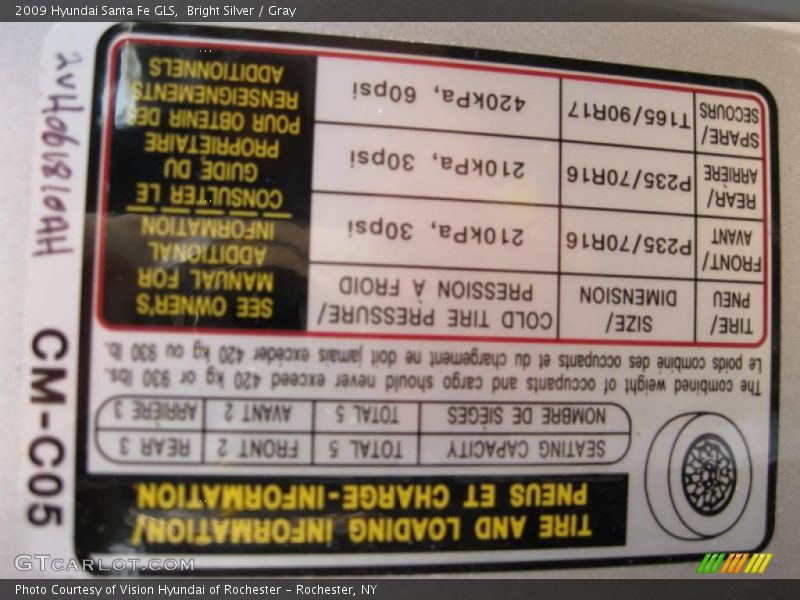 2009 Hyundai Santa Fe GLS,  Bright Silver / Gray
TIRE AND LOADING INFORMATION/
PNEUS ET CHARGE-INFORMATION
SEATING CAPACITY TOTAL 5 FRONT 2 REAR 3
NOMBRE DE SIÈGES TOTAL 5 AVANT 2 ARRIÈRE 3
The combined weight of occupants and cargo should never exceed 420 kg or 930 lbs.
Le poids combiné des occupants et du chargement ne doit jamais excéder 420 kg ou 930 lb.
TIRE/ SIZE/ COLD TIRE PRESSURE/
PNEU DIMENSION PRESSION À FROID
FRONT/
AVANT
P235/70R16 210kPa, 30psi
REAR/
ARRIÈRE
P235/70R16 210kPa, 30psi
SPARE/
SECOURS
T165/90R17 420kPa, 60psi
SEE OWNER'S
MANUAL FOR
ADDITIONAL
INFORMATION
CONSULTER LE
GUIDE DU
PROPRIÉTAIRE
POUR OBTENIR DES
RENSEIGNEMENTS
ADDITIONNELS
CM-C05
GTcarlot.com
Photo Courtesy of Vision Hyundai of Rochester - Rochester, NY